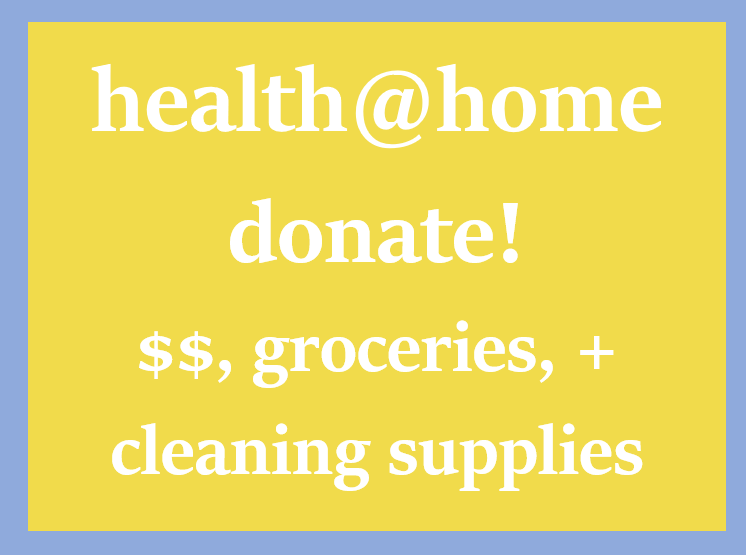 health@home
donate!
$$, groceries, +
cleaning supplies